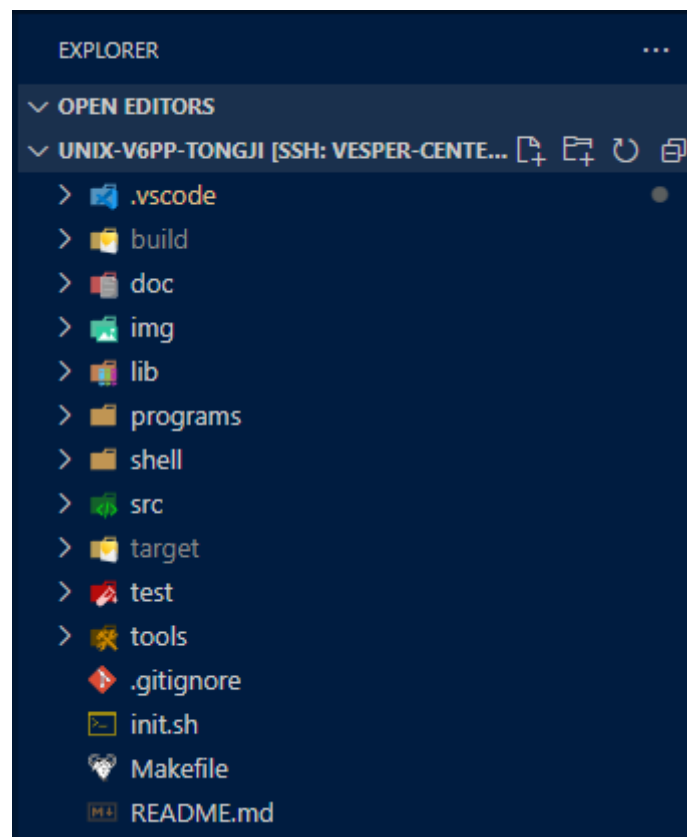 EXPLORER
OPEN EDITORS
UNIX-V6PP-TONGJI [SSH: VESPER-CENTE...
.vscode
build
doc
img
lib
programs
shell
src
target
test
tools
.gitignore
init.sh
Makefile
README.md